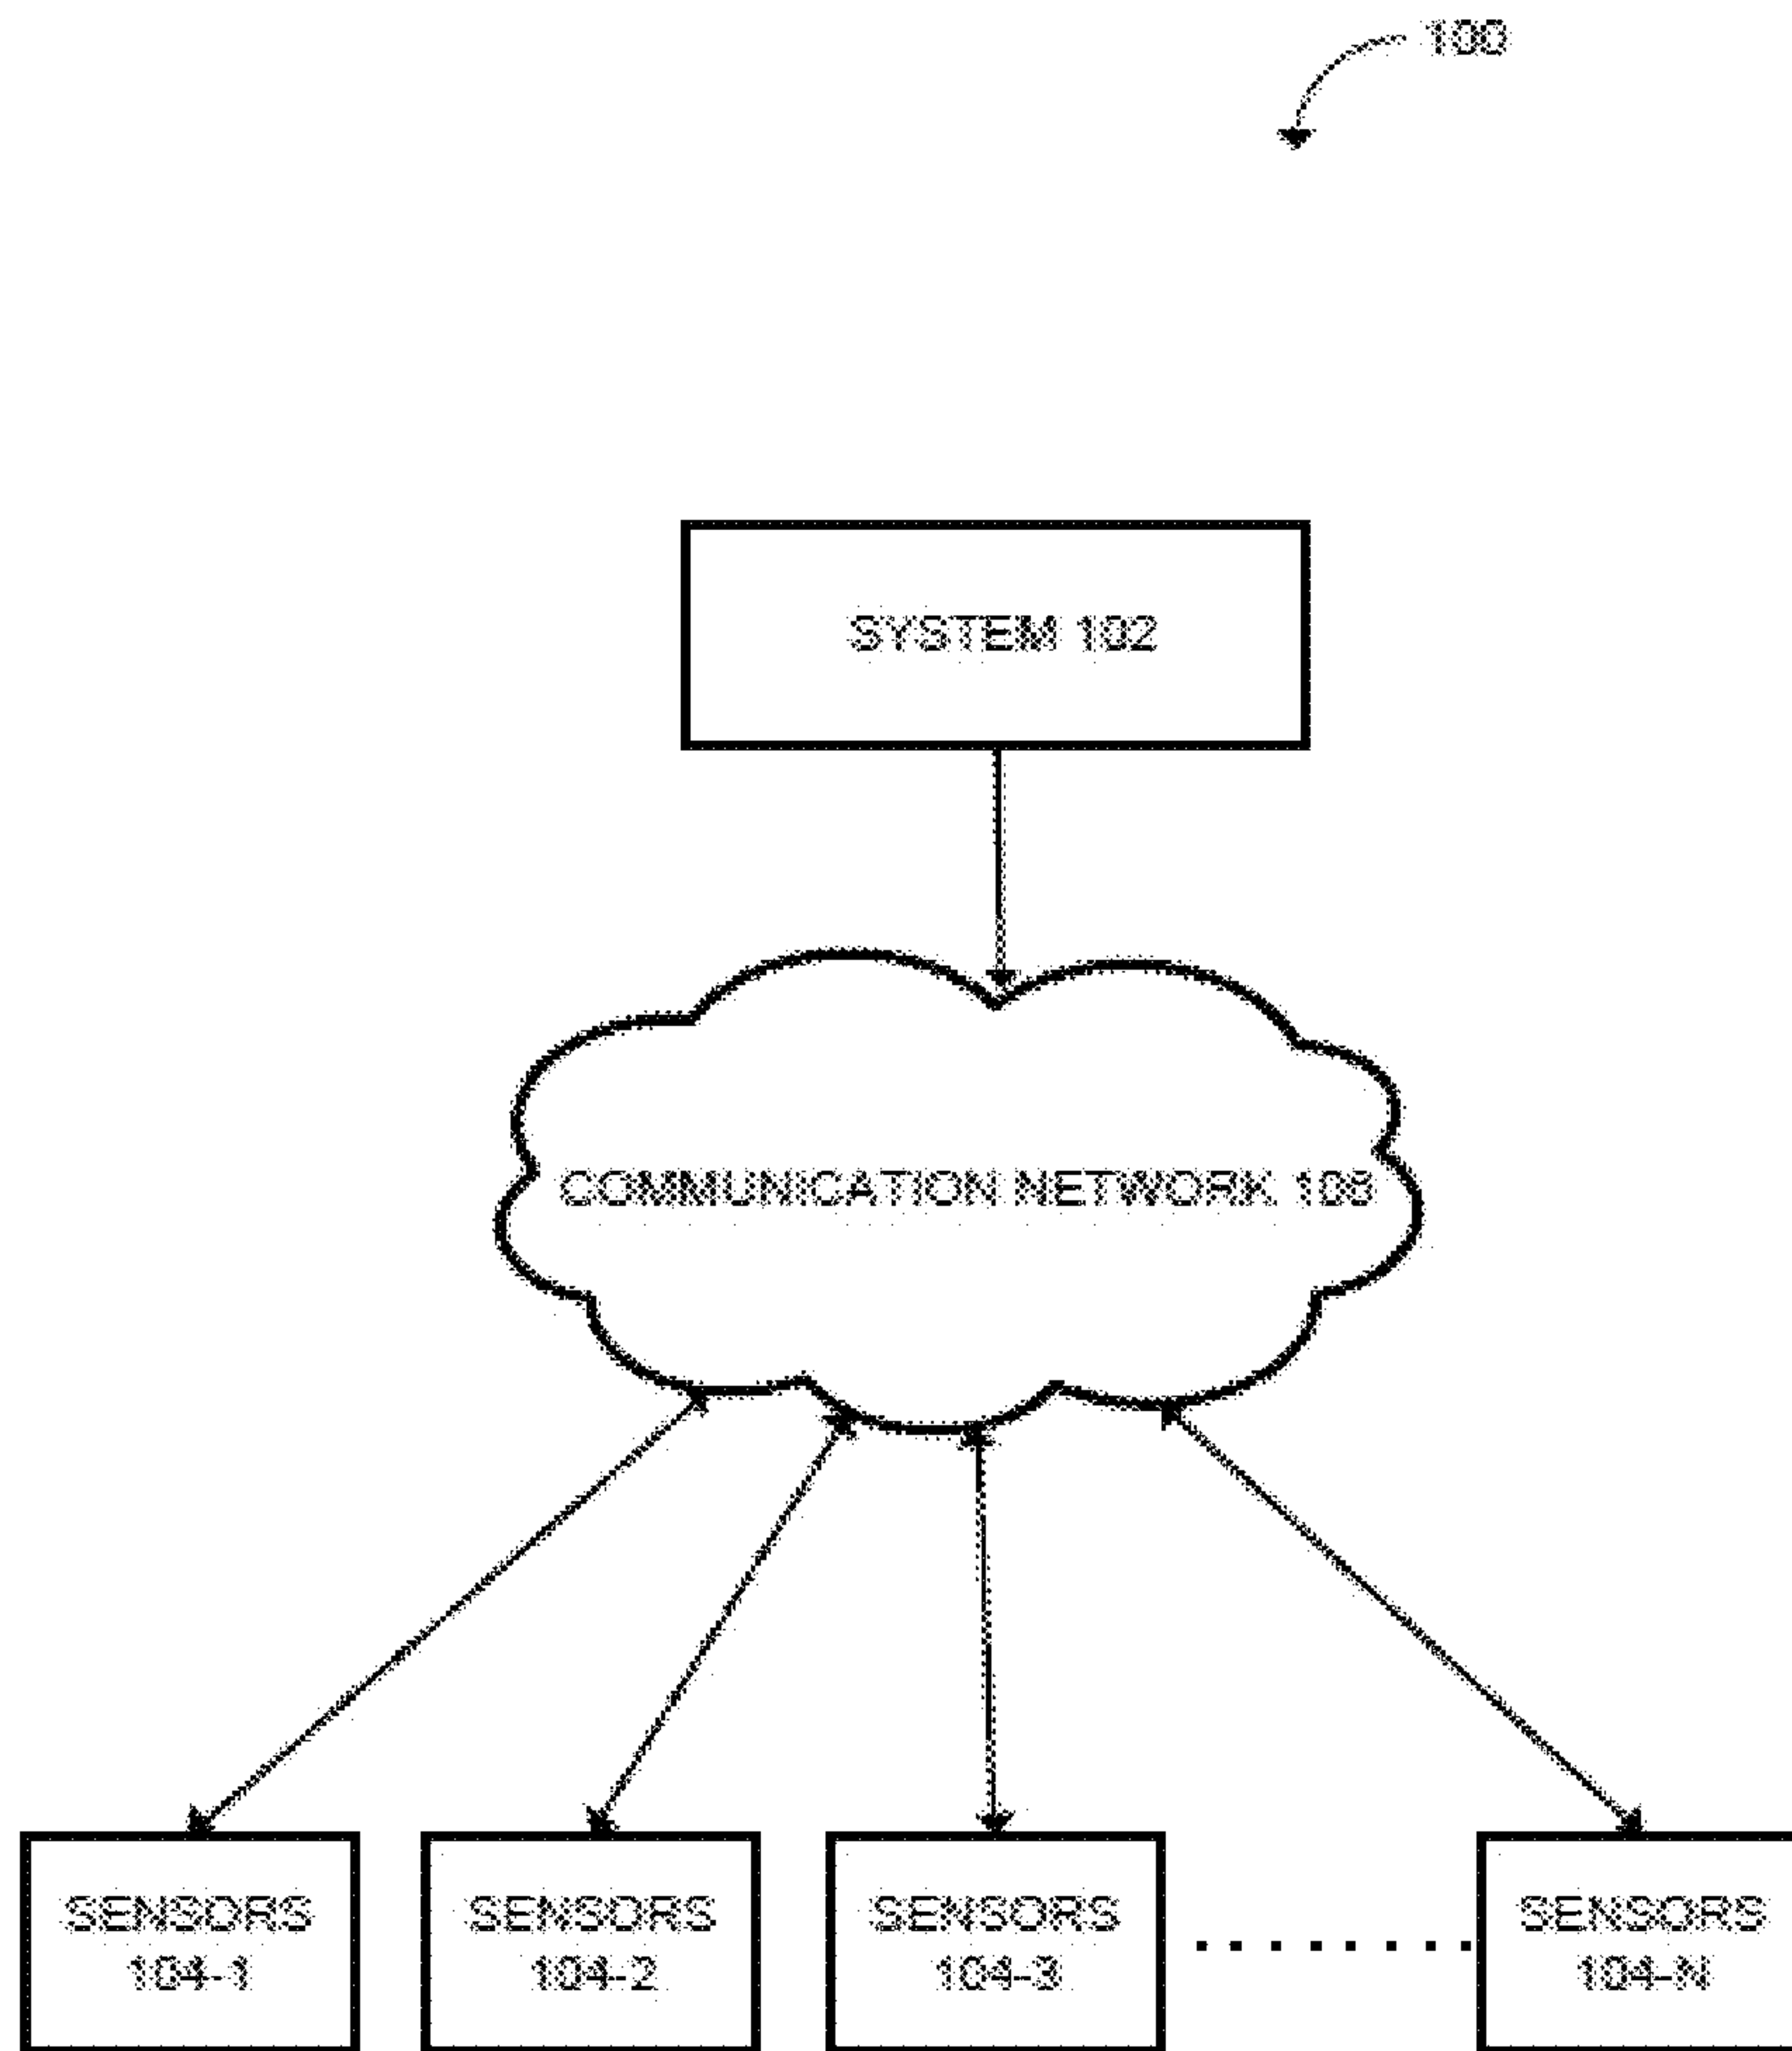 100
SYSTEM 102
COMMUNICATION NETWORK 108
SENSORS
104-1
SENSORS
104-2
SENSORS
104-3
SENSORS
104-N